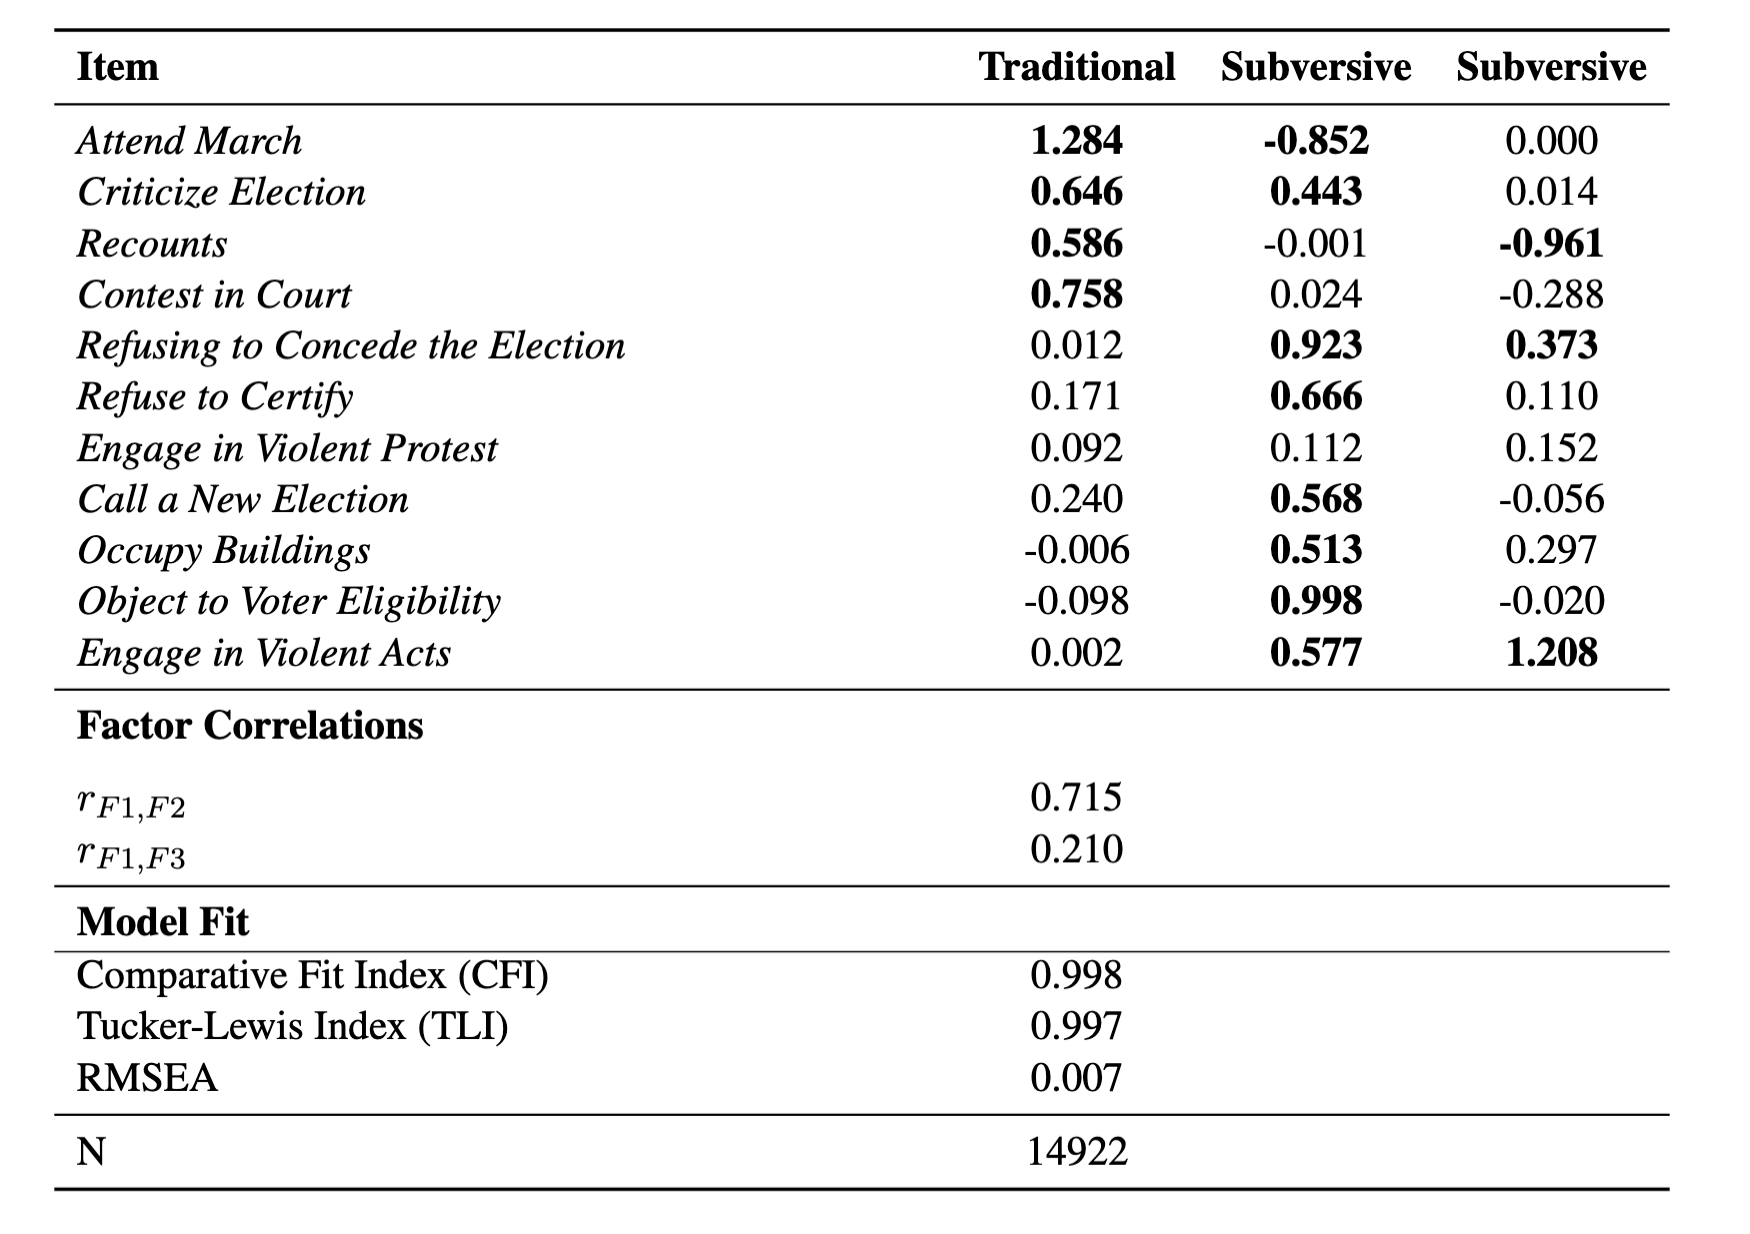 Item Traditional Subversive Subversive
Attend March 1.284 -0.852 0.000
Criticize Election 0.646 0.443 0.014
Recounts 0.586 -0.001 -0.961
Contest in Court 0.758 0.024 -0.288
Refusing to Concede the Election 0.012 0.923 0.373
Refuse to Certify 0.171 0.666 0.110
Engage in Violent Protest 0.092 0.112 0.152
Call a New Election 0.240 0.568 -0.056
Occupy Buildings -0.006 0.513 0.297
Object to Voter Eligibility -0.098 0.998 -0.020
Engage in Violent Acts 0.002 0.577 1.208
Factor Correlations
r F1,F2 0.715
r F1,F3 0.210
Model Fit
Comparative Fit Index (CFI) 0.998
Tucker-Lewis Index (TLI) 0.997
RMSEA 0.007
N 14922